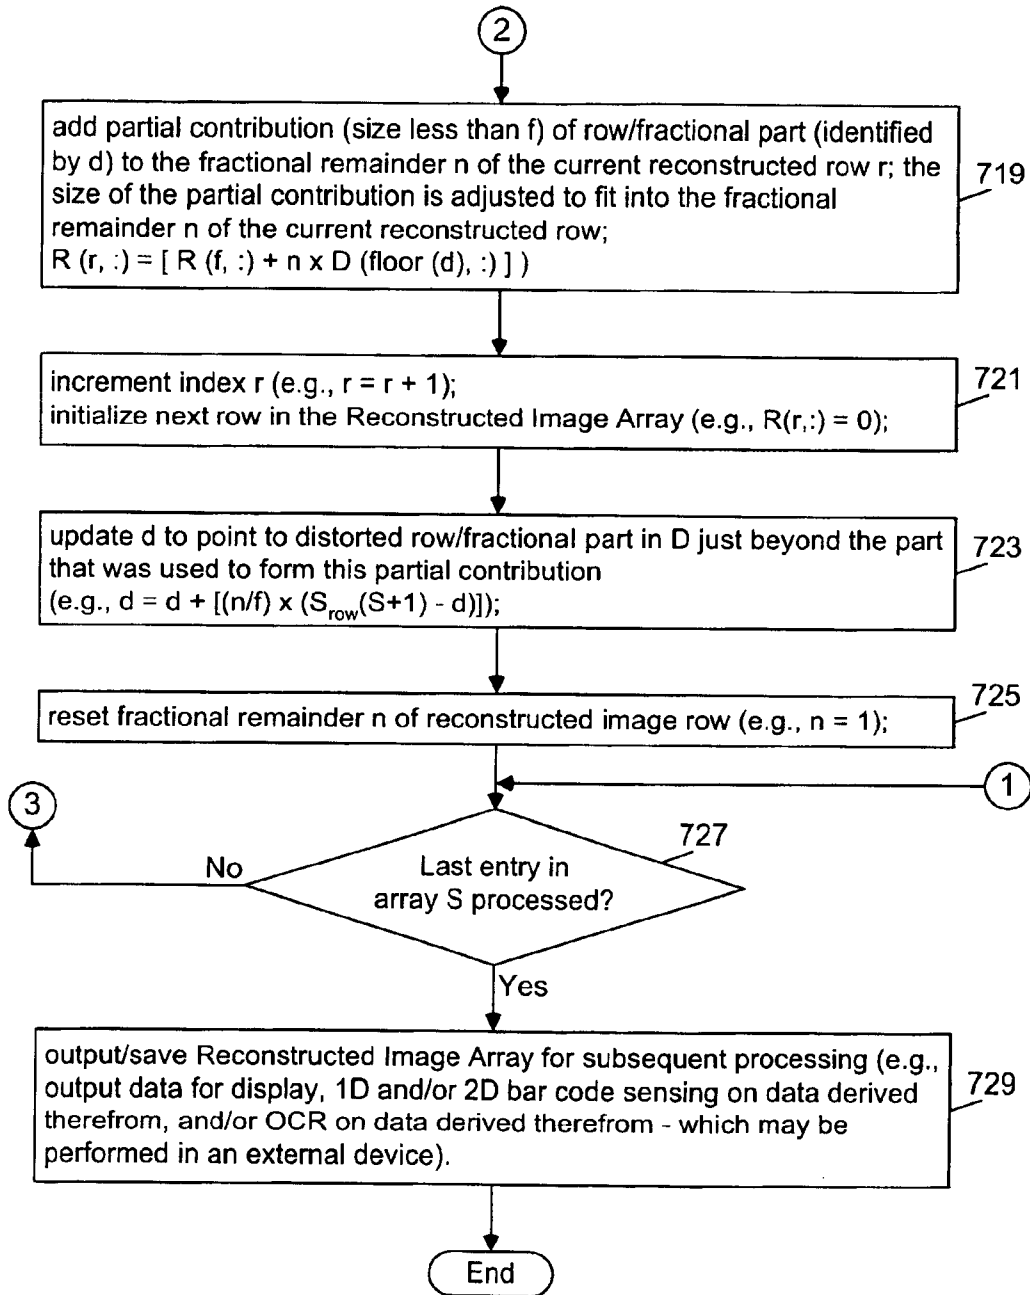 2
add partial contribution (size less than f) of row/fractional part (identified
by d) to the fractional remainder n of the current reconstructed row r; the
size of the partial contribution is adjusted to fit into the fractional
remainder n of the current reconstructed row;
R (r, :) = [ R (f, :) + n x D (floor (d), :) ] )
719
increment index r (e.g., r = r + 1);
initialize next row in the Reconstructed Image Array (e.g., R(r,:) = 0);
721
update d to point to distorted row/fractional part in D just beyond the part
that was used to form this partial contribution
(e.g., d = d + [(n/f) x (Srow(S+1) - d)]);
723
reset fractional remainder n of reconstructed image row (e.g., n = 1);
725
1
3
No
727
Last entry in
array S processed?
Yes
output/save Reconstructed Image Array for subsequent processing (e.g.,
output data for display, 1D and/or 2D bar code sensing on data derived
therefrom, and/or OCR on data derived therefrom - which may be
performed in an external device).
729
End